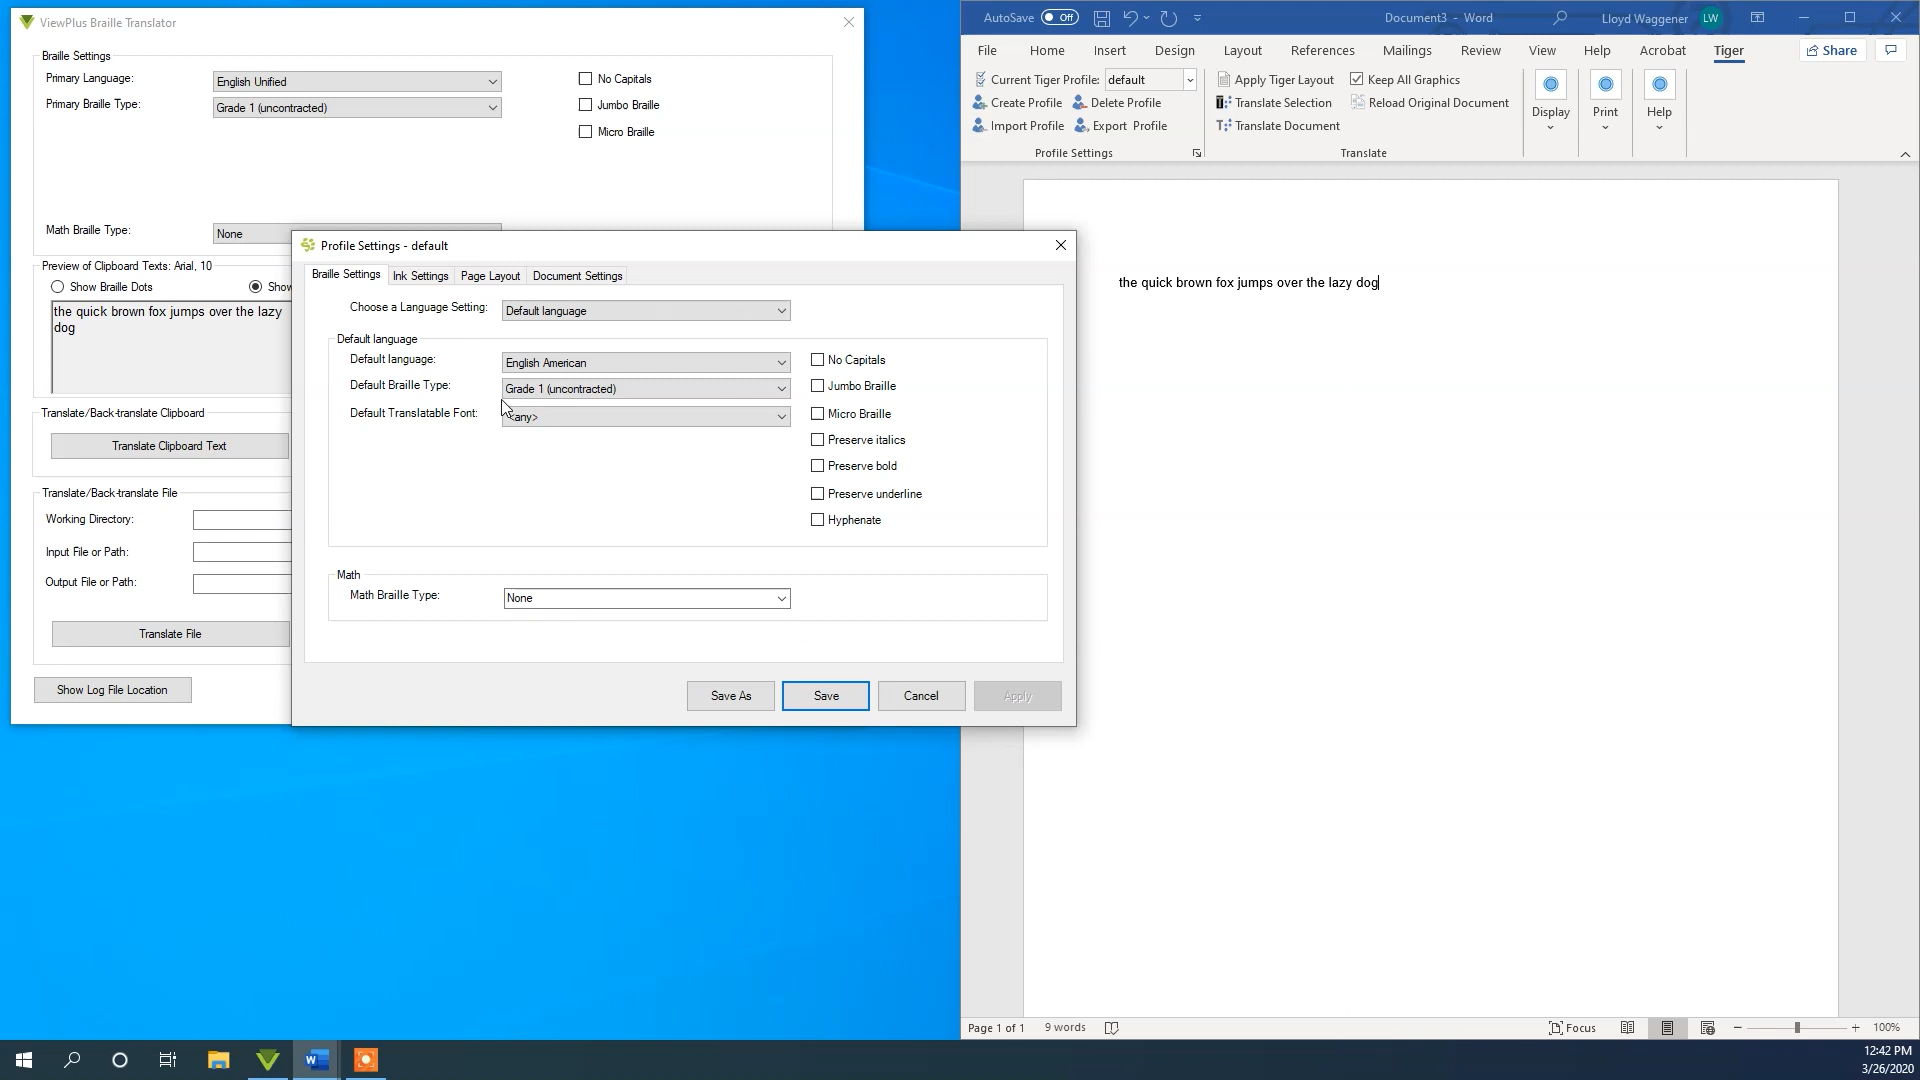 ViewPlus Braille Translator
Braille Settings
Primary Language:
English Unified
No Capitals
Primary Braille Type:
Grade 1 (uncontracted)
Jumbo Braille
Micro Braille
Math Braille Type:
None
Preview of Clipboard Texts: Arial, 10
Show Braille Dots
Show
the quick brown fox jumps over the lazy
dog
Translate/Back-translate Clipboard
Translate Clipboard Text
Translate/Back-translate File
Working Directory:
Input File or Path:
Output File or Path:
Translate File
Show Log File Location
Profile Settings - default
Braille Settings
Ink Settings
Page Layout
Document Settings
Choose a Language Setting:
Default language
Default language
Default language:
English American
No Capitals
Default Braille Type:
Grade 1 (uncontracted)
Jumbo Braille
Default Translatable Font:
<any>
Micro Braille
Preserve italics
Preserve bold
Preserve underline
Hyphenate
Math
Math Braille Type:
None
Save As
Save
Cancel
Apply
AutoSave
Off
Document3 - Word
Lloyd Waggener
LW
File
Home
Insert
Design
Layout
References
Mailings
Review
View
Help
Acrobat
Tiger
Share
Current Tiger Profile:
default
Apply Tiger Layout
Keep All Graphics
Create Profile
Delete Profile
Translate Selection
Reload Original Document
Import Profile
Export Profile
Translate Document
Display
Print
Help
Profile Settings
Translate
the quick brown fox jumps over the lazy dog
Page 1 of 1
9 words
Focus
100%
12:42 PM
3/26/2020